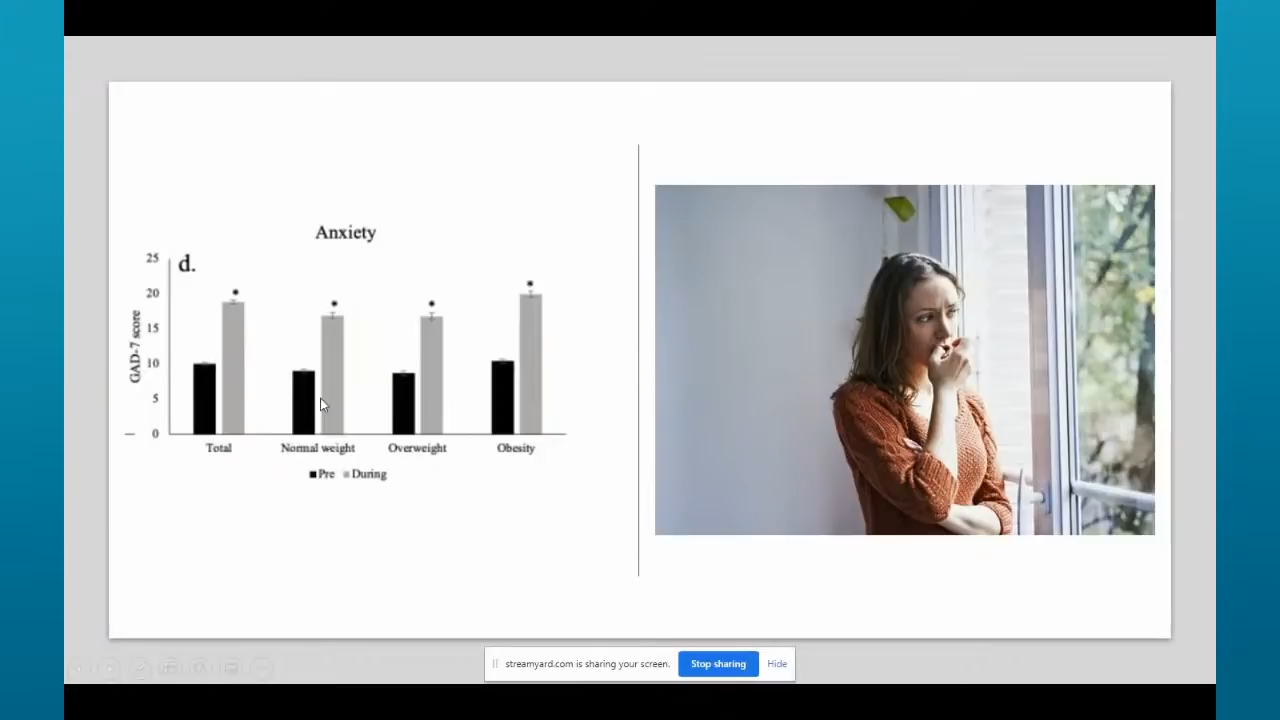 Anxiety
d.
25
20
15
10
5
0
GAD-7 score
Total Normal weight Overweight Obesity
Pre During
streamyard.com is sharing your screen. Stop sharing Hide